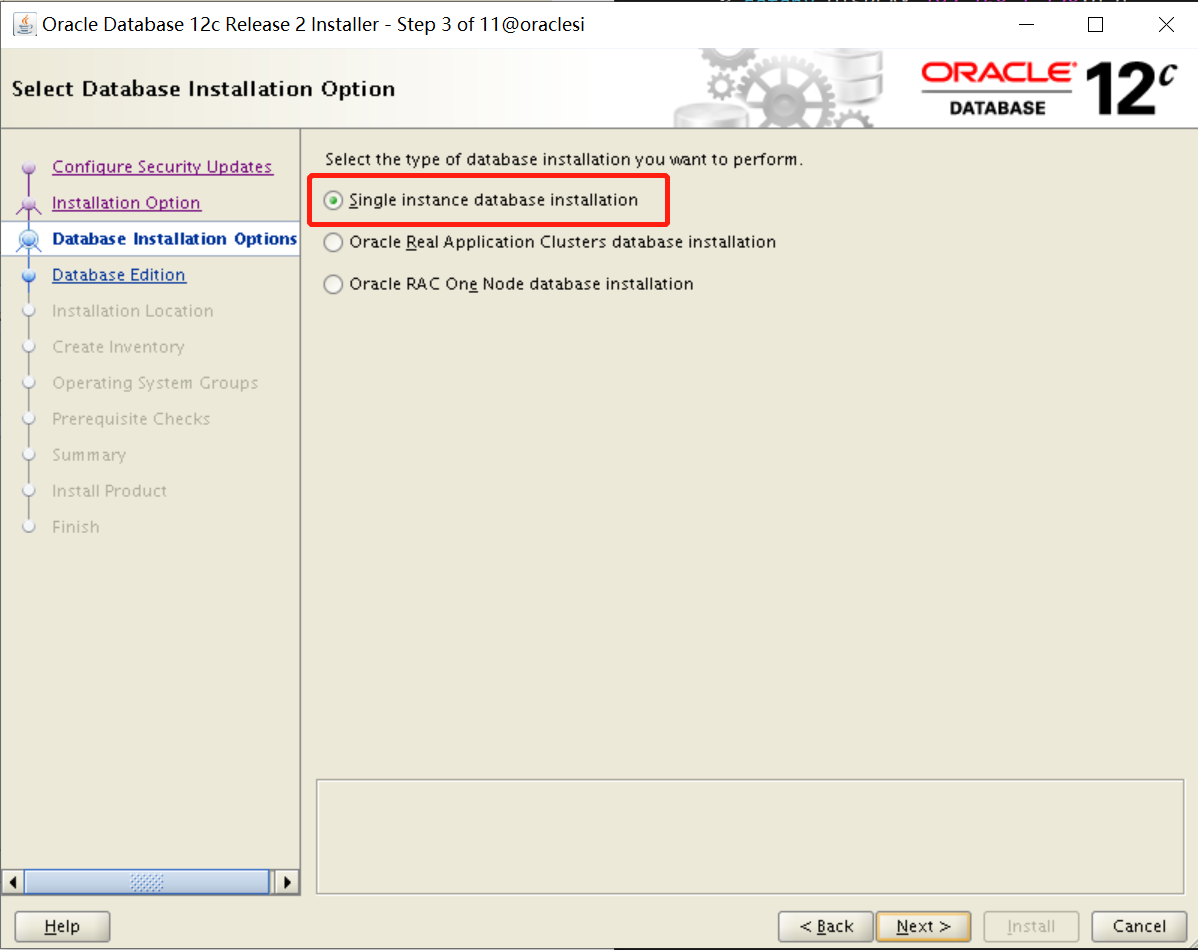 Oracle Database 12c Release 2 Installer - Step 3 of 11@oraclesi
Select Database Installation Option
ORACLE
DATABASE
12c
Configure Security Updates
Installation Option
Database Installation Options
Database Edition
Installation Location
Create Inventory
Operating System Groups
Prerequisite Checks
Summary
Install Product
Finish
Select the type of database installation you want to perform.
Single instance database installation
Oracle Real Application Clusters database installation
Oracle RAC One Node database installation
Help
< Back
Next >
Install
Cancel